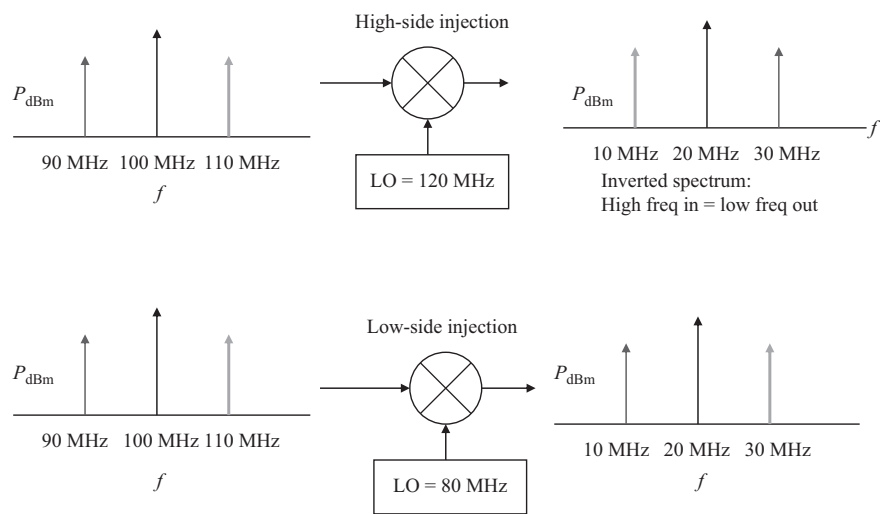 High-side injection
P_dBm
90 MHz 100 MHz 110 MHz
f
LO = 120 MHz
P_dBm
f
10 MHz 20 MHz 30 MHz
Inverted spectrum:
High freq in = low freq out
Low-side injection
P_dBm
90 MHz 100 MHz 110 MHz
f
LO = 80 MHz
P_dBm
10 MHz 20 MHz 30 MHz
f